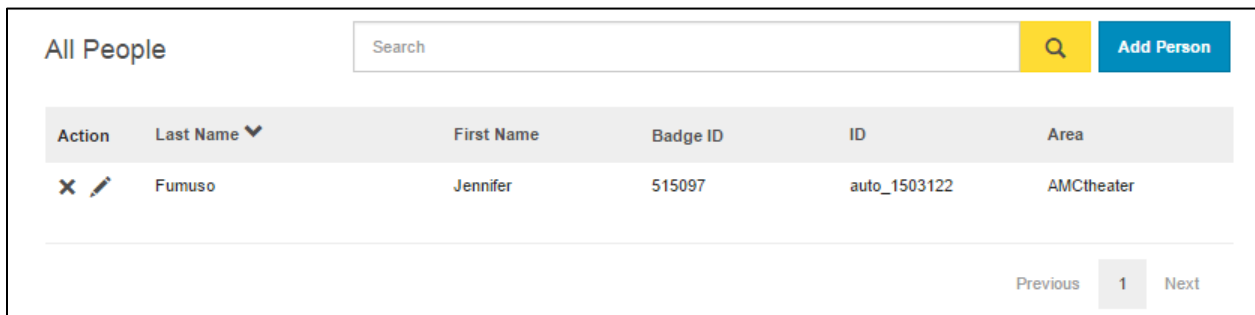 All People Search Add Person
Action Last Name First Name Badge ID ID Area
Fumuso Jennifer 515097 auto_1503122 AMCtheater
Previous 1 Next